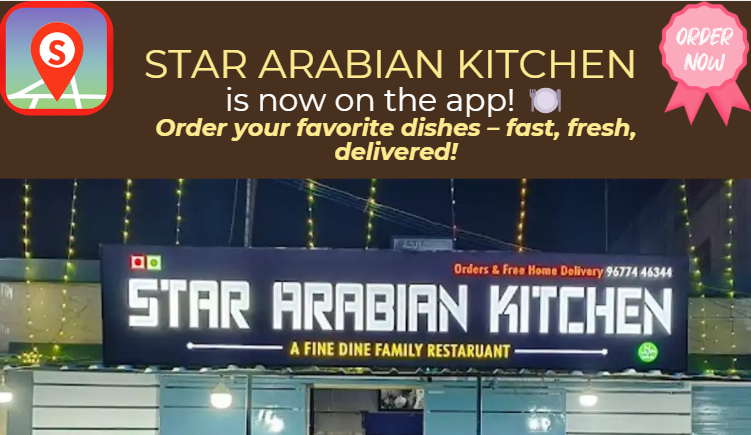 S
STAR ARABIAN KITCHEN
ORDER
NOW
is now on the app! 🍽
Order your favorite dishes – fast, fresh,
delivered!
Orders & Free Home Delivery 96774 46344
STAR ARABIAN KITCHEN
A FINE DINE FAMILY RESTARUANT